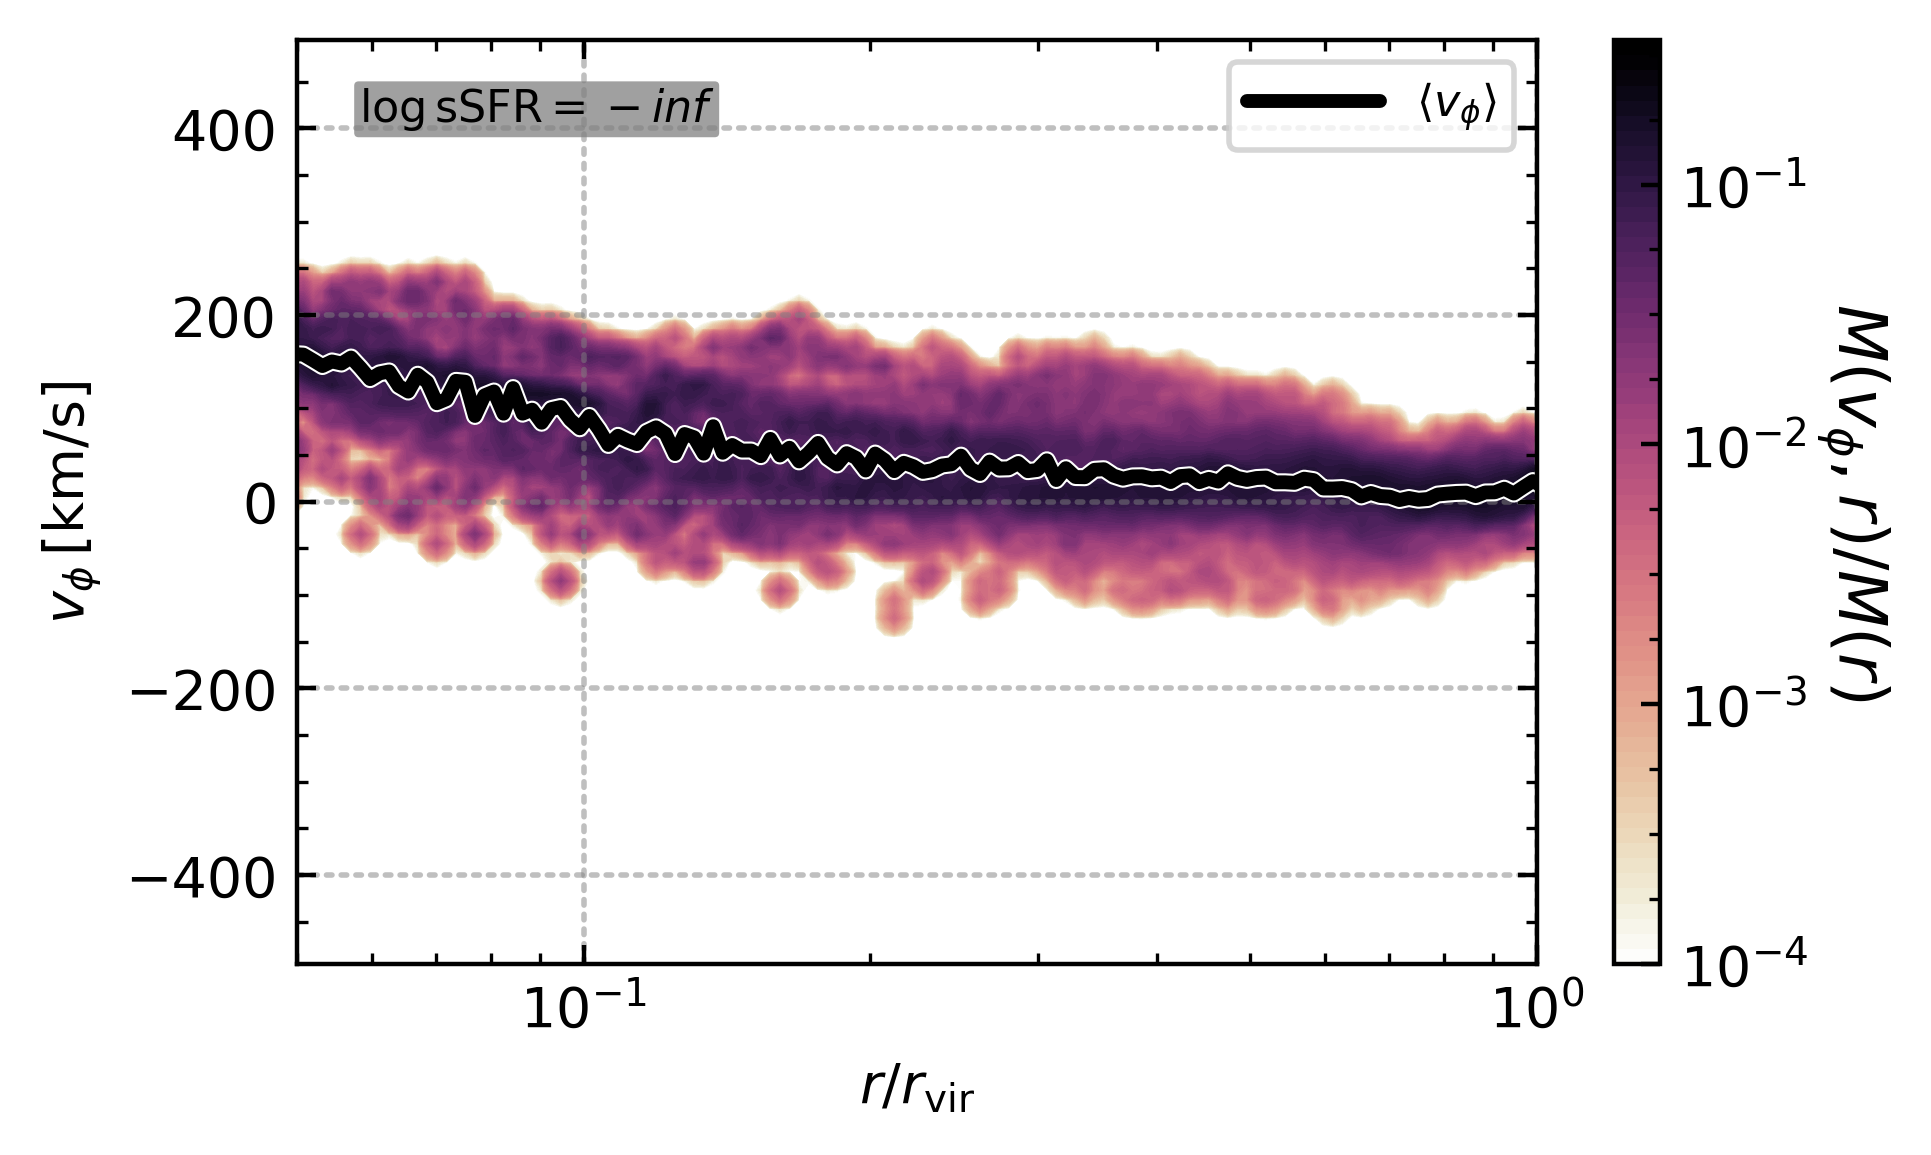 log sSFR = −inf
⟨v_ϕ⟩
400
200
0
−200
−400
v_ϕ [km/s]
10^−1
10^0
r/r_vir
10^−1
10^−2
10^−3
10^−4
M(v_ϕ, r)/M(r)